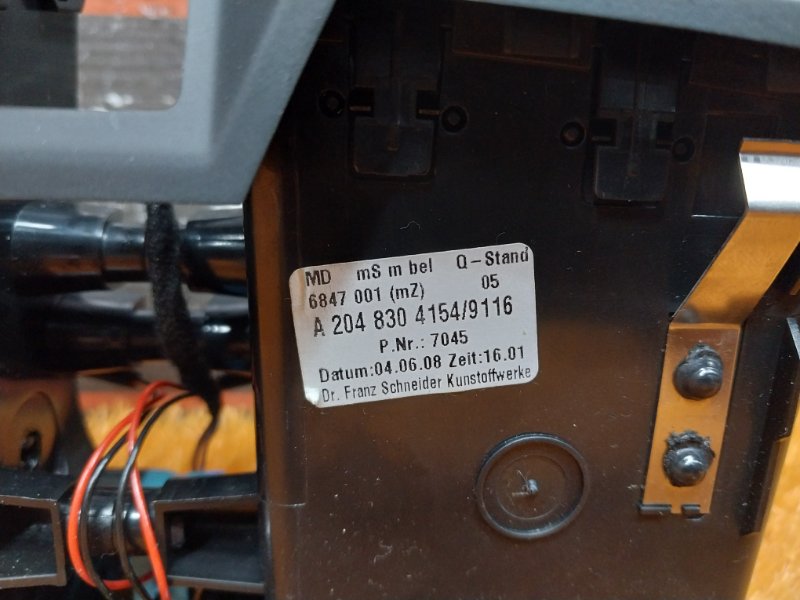 MD mS m bel Q-Stand
6847 001 (mZ) 05
A 204 830 4154/9116
P.Nr.: 7045
Datum:04.06.08 Zeit:16.01
Dr. Franz Schneider Kunstoffwerke